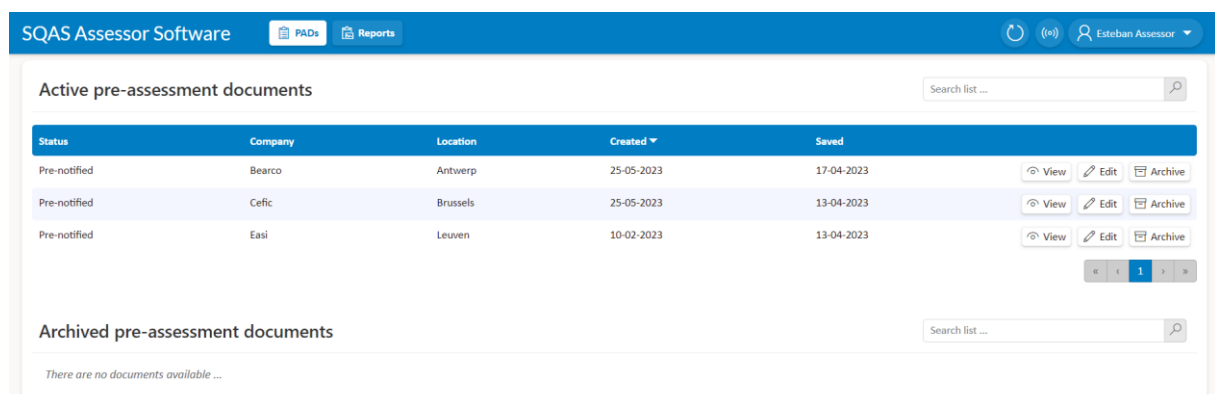 SQAS Assessor Software PADs Reports Esteban Assessor
Active pre-assessment documents Search list ...
Status Company Location Created Saved
Pre-notified Bearco Antwerp 25-05-2023 17-04-2023 View Edit Archive
Pre-notified Cefic Brussels 25-05-2023 13-04-2023 View Edit Archive
Pre-notified Easi Leuven 10-02-2023 13-04-2023 View Edit Archive
« ‹ 1 › »
Archived pre-assessment documents Search list ...
There are no documents available ...